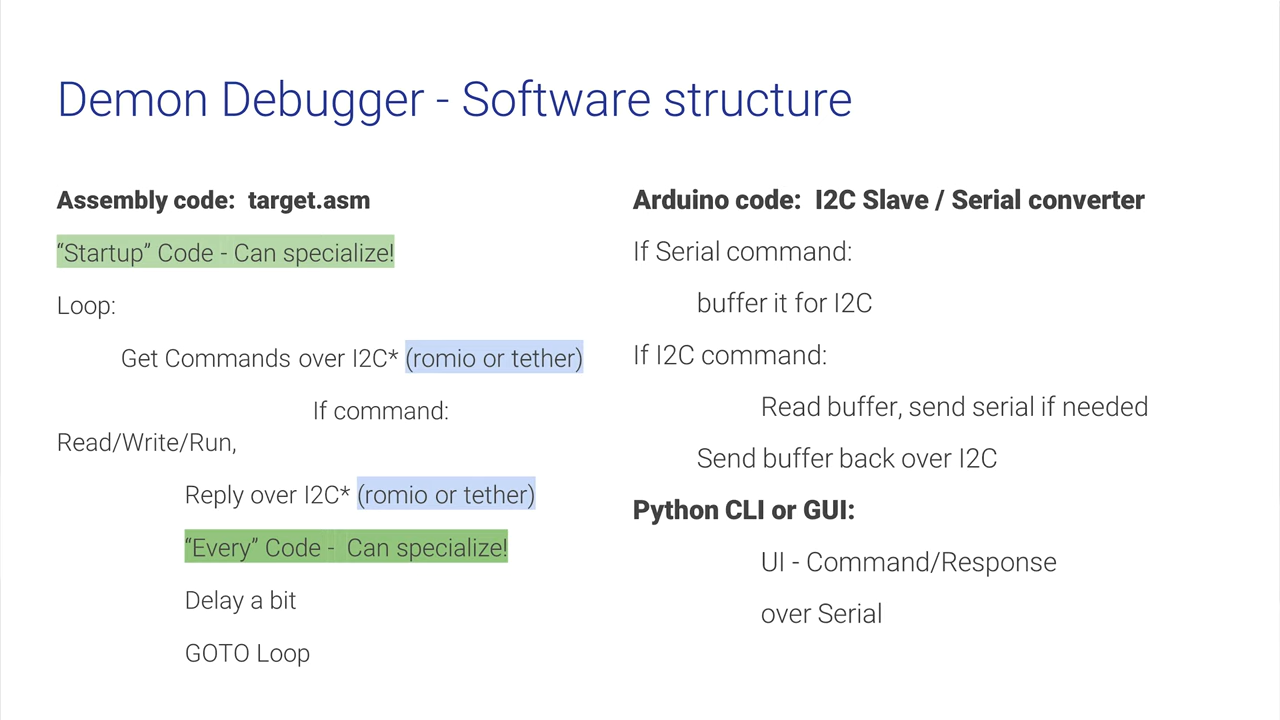 Demon Debugger - Software structure
Assembly code:  target.asm
“Startup” Code - Can specialize!
Loop:
Get Commands over I2C* (romio or tether)
If command:
Read/Write/Run,
Reply over I2C* (romio or tether)
“Every” Code -  Can specialize!
Delay a bit
GOTO Loop
Arduino code:  I2C Slave / Serial converter
If Serial command:
buffer it for I2C
If I2C command:
Read buffer, send serial if needed
Send buffer back over I2C
Python CLI or GUI:
UI - Command/Response
over Serial